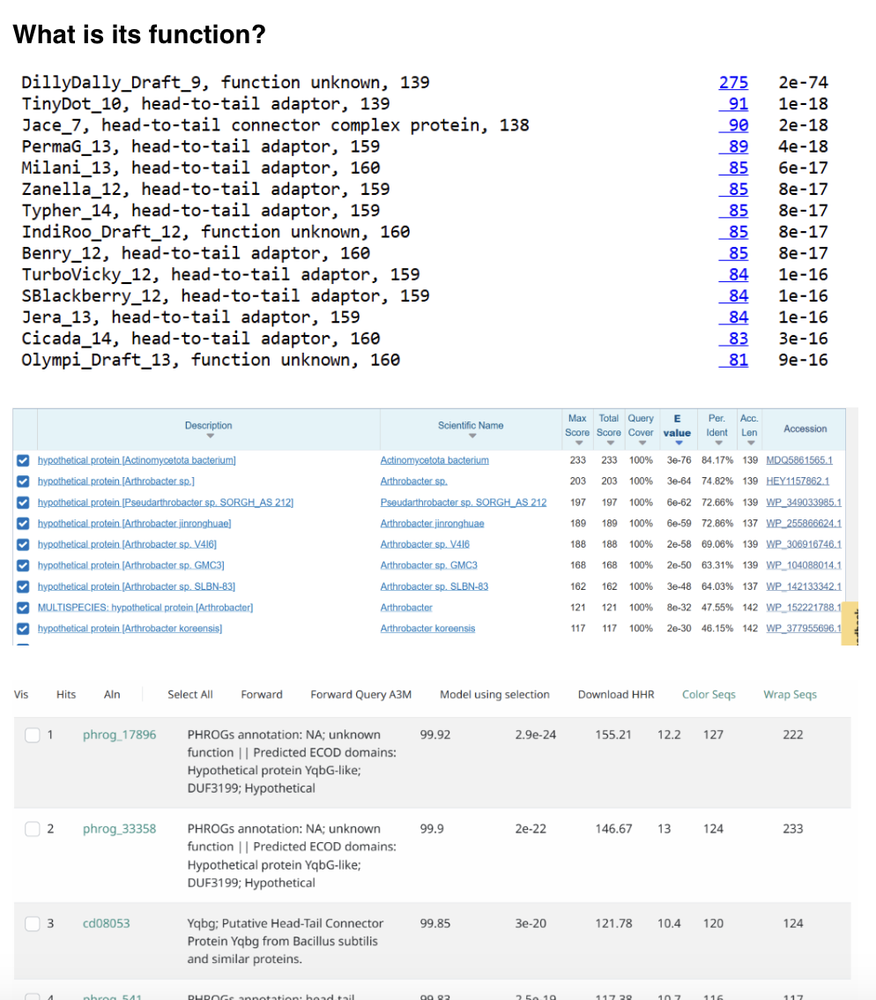 What is its function?
DillyDally_Draft_9, function unknown, 139 275 2e-74
TinyDot_10, head-to-tail adaptor, 139 91 1e-18
Jace_7, head-to-tail connector complex protein, 138 90 2e-18
PermaG_13, head-to-tail adaptor, 159 89 4e-18
Milani_13, head-to-tail adaptor, 160 85 6e-17
Zanella_12, head-to-tail adaptor, 159 85 8e-17
Typher_14, head-to-tail adaptor, 159 85 8e-17
IndiRoo_Draft_12, function unknown, 160 85 8e-17
Benry_12, head-to-tail adaptor, 160 85 8e-17
TurboVicky_12, head-to-tail adaptor, 159 84 1e-16
SBlackberry_12, head-to-tail adaptor, 159 84 1e-16
Jera_13, head-to-tail adaptor, 159 84 1e-16
Cicada_14, head-to-tail adaptor, 160 83 3e-16
Olympi_Draft_13, function unknown, 160 81 9e-16
Description Scientific Name Max Score Total Score Query Cover E value Per. Ident Acc. Len Accession
hypothetical protein [Actinomycetota bacterium] Actinomycetota bacterium 233 233 100% 3e-76 84.17% 139 MDQ5861565.1
hypothetical protein [Arthrobacter sp.] Arthrobacter sp. 203 203 100% 3e-64 74.82% 139 HEY1157862.1
hypothetical protein [Pseudarthrobacter sp. SORGH_AS 212] Pseudarthrobacter sp. SORGH_AS 212 197 197 100% 6e-62 72.66% 139 WP_349033985.1
hypothetical protein [Arthrobacter jinronghuae] Arthrobacter jinronghuae 189 189 100% 6e-59 72.86% 137 WP_255866624.1
hypothetical protein [Arthrobacter sp. V4I6] Arthrobacter sp. V4I6 188 188 100% 2e-58 69.06% 139 WP_306916746.1
hypothetical protein [Arthrobacter sp. GMC3] Arthrobacter sp. GMC3 168 168 100% 2e-50 63.31% 139 WP_104088014.1
hypothetical protein [Arthrobacter sp. SLBN-83] Arthrobacter sp. SLBN-83 162 162 100% 3e-48 64.03% 137 WP_142133342.1
MULTISPECIES: hypothetical protein [Arthrobacter] Arthrobacter 121 121 100% 8e-32 47.55% 142 WP_152221788.1
hypothetical protein [Arthrobacter koreensis] Arthrobacter koreensis 117 117 100% 2e-30 46.15% 142 WP_377955696.1
Vis Hits Aln Select All Forward Forward Query A3M Model using selection Download HHR Color Seqs Wrap Seqs
1 phrog_17896 PHROGs annotation: NA; unknown 99.92 2.9e-24 155.21 12.2 127 222
function || Predicted ECOD domains:
Hypothetical protein YqbG-like;
DUF3199; Hypothetical
2 phrog_33358 PHROGs annotation: NA; unknown 99.9 2e-22 146.67 13 124 233
function || Predicted ECOD domains:
Hypothetical protein YqbG-like;
DUF3199; Hypothetical
3 cd08053 Yqbg; Putative Head-Tail Connector 99.85 3e-20 121.78 10.4 120 124
Protein Yqbg from Bacillus subtilis
and similar proteins.
4 phrog_541 PHROGs annotation: head-tail 99.83 2.5e-19 117.38 10.7 116 117